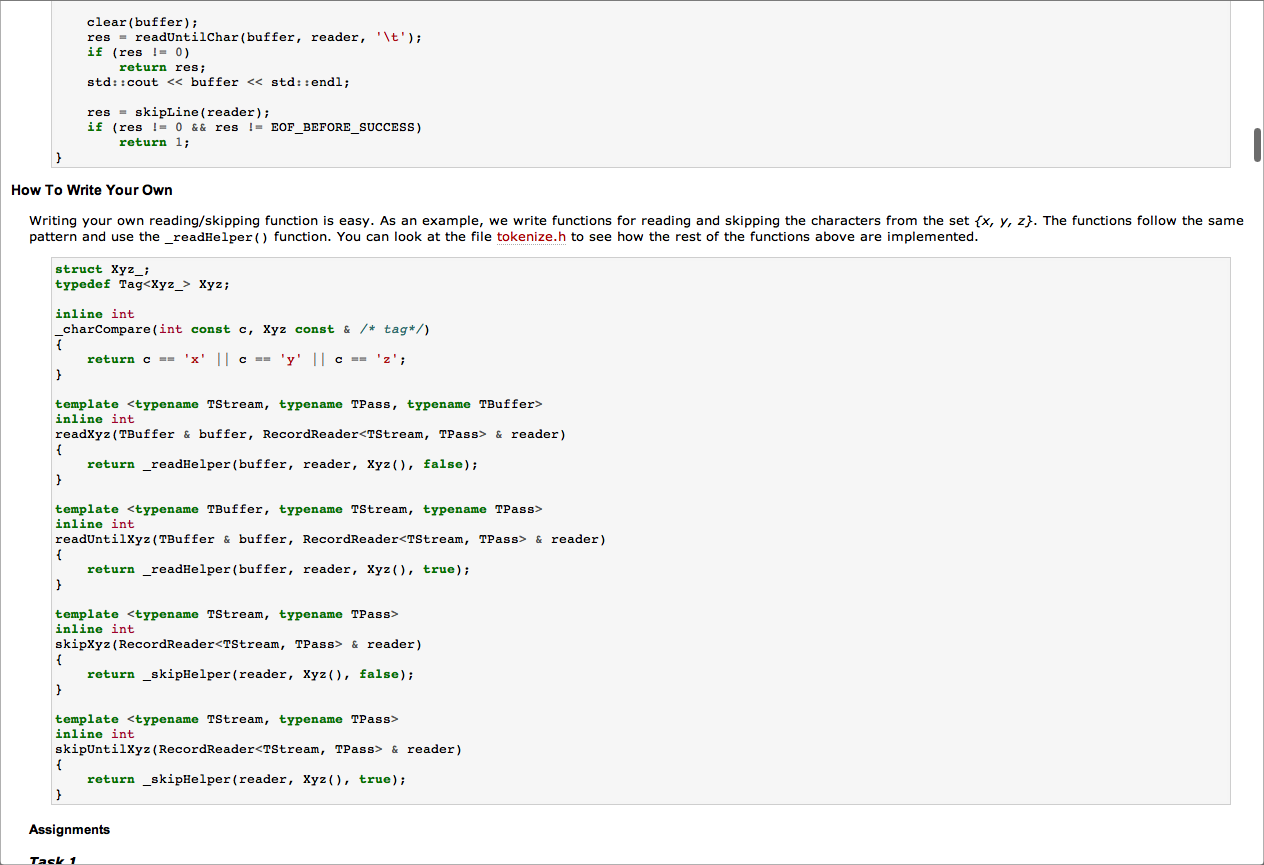 clear(buffer);
res = readUntilChar(buffer, reader, '\t');
if (res != 0)
return res;
std::cout << buffer << std::endl;
res = skipLine(reader);
if (res != 0 && res != EOF_BEFORE_SUCCESS)
return 1;
}
How To Write Your Own
Writing your own reading/skipping function is easy. As an example, we write functions for reading and skipping the characters from the set {x, y, z}. The functions follow the same
pattern and use the _readHelper() function. You can look at the file tokenize.h to see how the rest of the functions above are implemented.
struct Xyz_;
typedef Tag<Xyz_> Xyz;
inline int
_charCompare(int const c, Xyz const & /* tag*/)
{
return c == 'x' || c == 'y' || c == 'z';
}
template <typename TStream, typename TPass, typename TBuffer>
inline int
readXyz(TBuffer & buffer, RecordReader<TStream, TPass> & reader)
{
return _readHelper(buffer, reader, Xyz(), false);
}
template <typename TBuffer, typename TStream, typename TPass>
inline int
readUntilXyz(TBuffer & buffer, RecordReader<TStream, TPass> & reader)
{
return _readHelper(buffer, reader, Xyz(), true);
}
template <typename TStream, typename TPass>
inline int
skipXyz(RecordReader<TStream, TPass> & reader)
{
return _skipHelper(reader, Xyz(), false);
}
template <typename TStream, typename TPass>
inline int
skipUntilXyz(RecordReader<TStream, TPass> & reader)
{
return _skipHelper(reader, Xyz(), true);
}
Assignments
Task 1